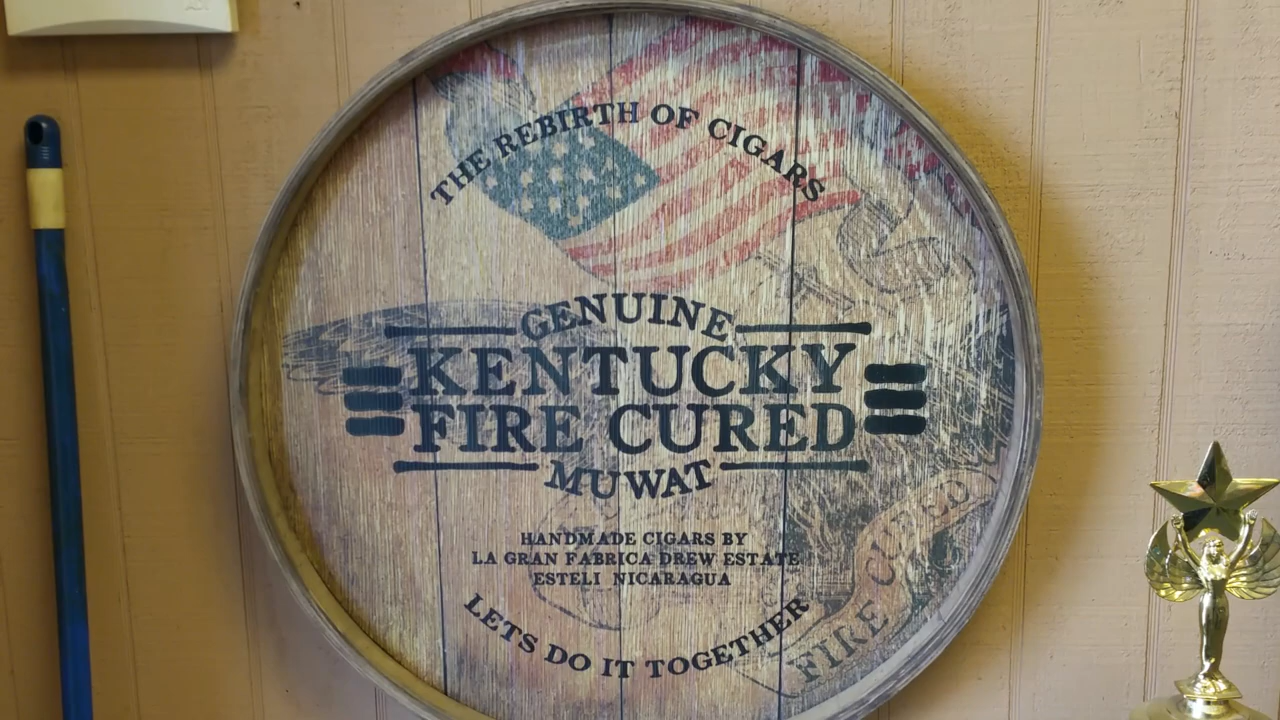 THE REBIRTH OF CIGARS
GENUINE
KENTUCKY
FIRE CURED
MUWAT
HANDMADE CIGARS BY
LA GRAN FABRICA DREW ESTATE
ESTELI NICARAGUA
LETS DO IT TOGETHER
FIRE CURED